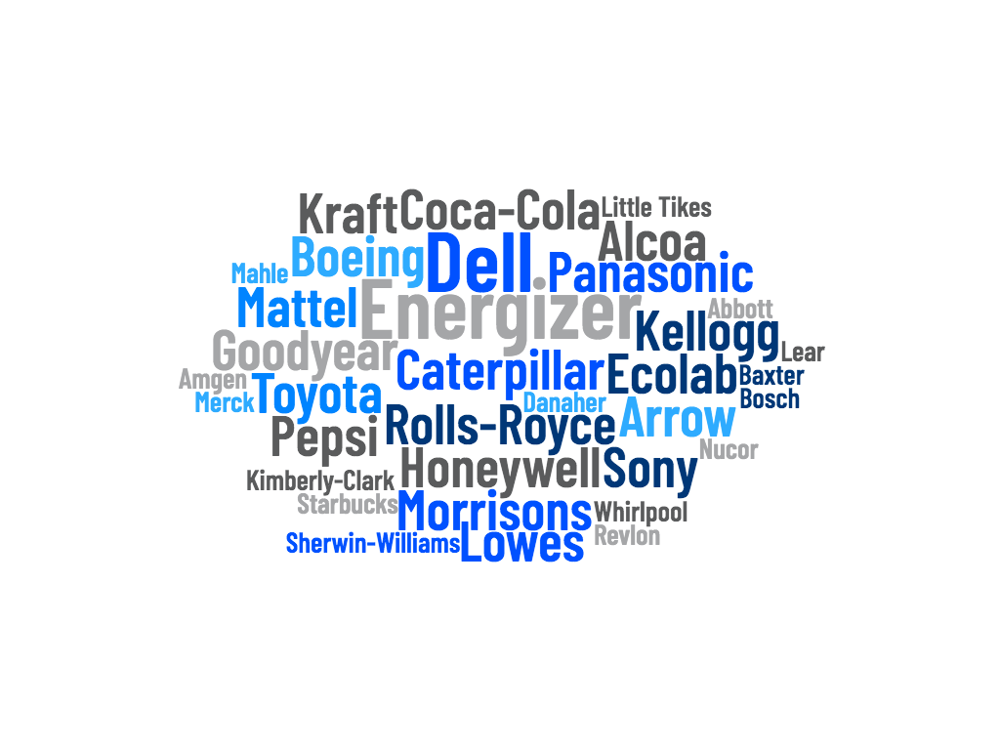 Kraft Coca-Cola Little Tikes
Alcoa
Mahle Boeing Dell Panasonic
Mattel Energizer Abbott
Goodyear Kellogg Lear
Amgen Caterpillar Ecolab Baxter
Merck Toyota Danaher Bosch
Pepsi Rolls-Royce Arrow
Nucor
Kimberly-Clark Honeywell Sony
Starbucks Morrisons Whirlpool
Sherwin-Williams Lowes Revlon